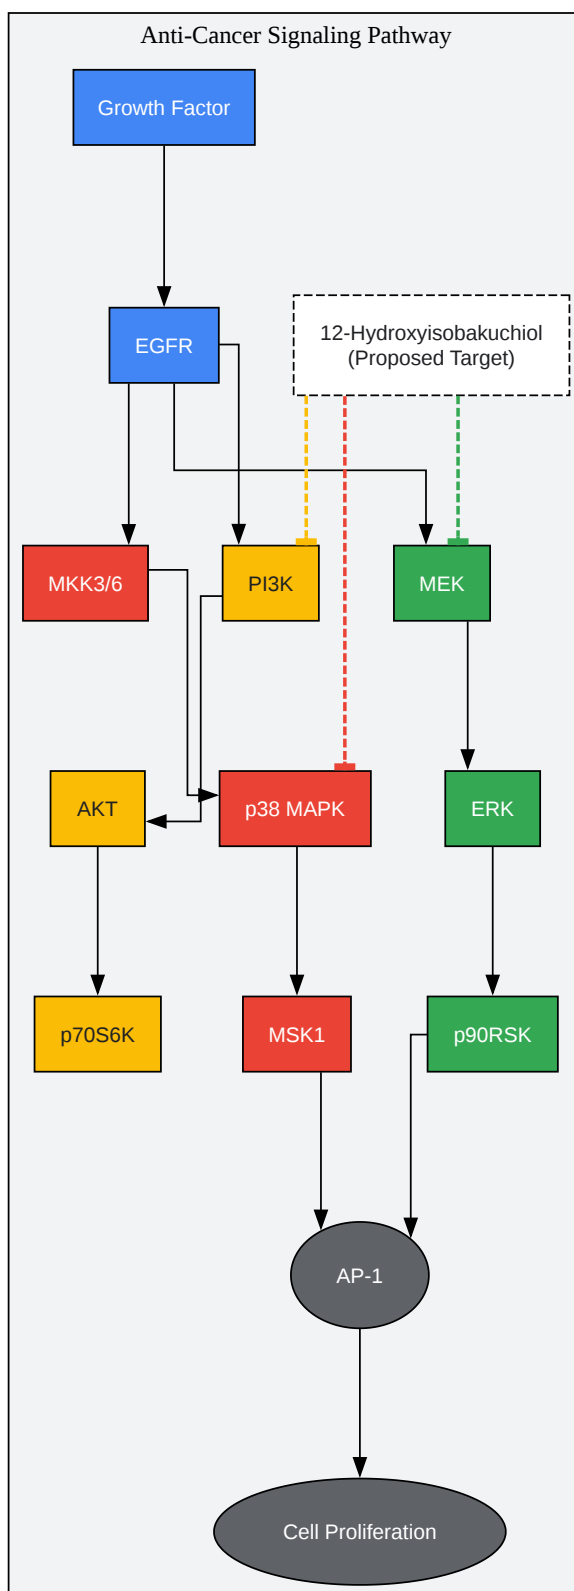 Anti-Cancer Signaling Pathway
Growth Factor
EGFR
12-Hydroxyisobakuchiol
(Proposed Target)
MKK3/6
PI3K
MEK
AKT
p38 MAPK
ERK
p70S6K
MSK1
p90RSK
AP-1
Cell Proliferation